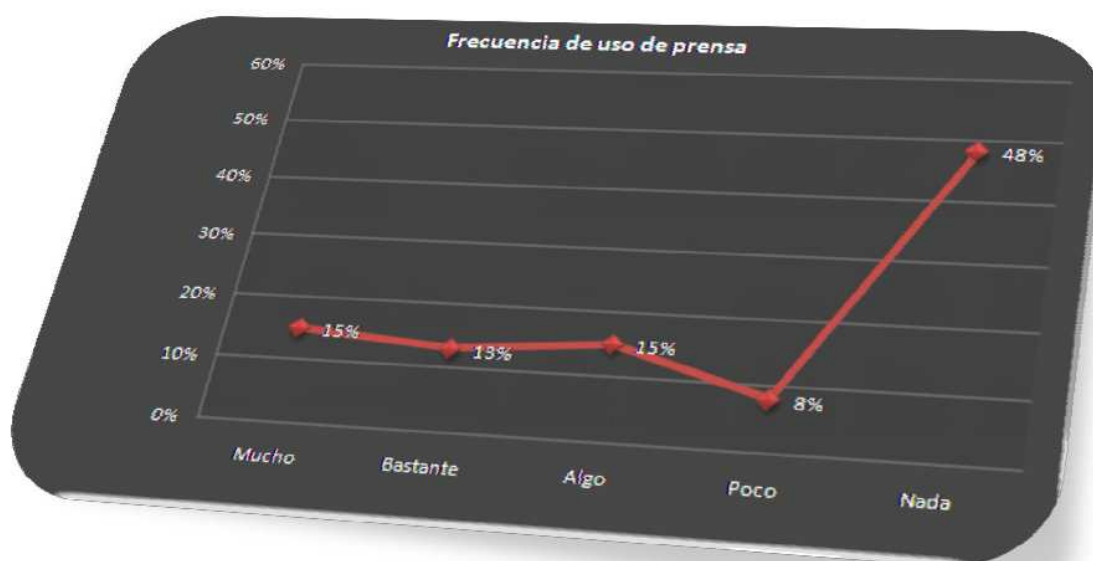 Frecuencia de uso de prensa
60%
50%
40%
30%
20%
10%
0%
15%
13%
15%
8%
48%
Mucho
Bastante
Algo
Poco
Nada